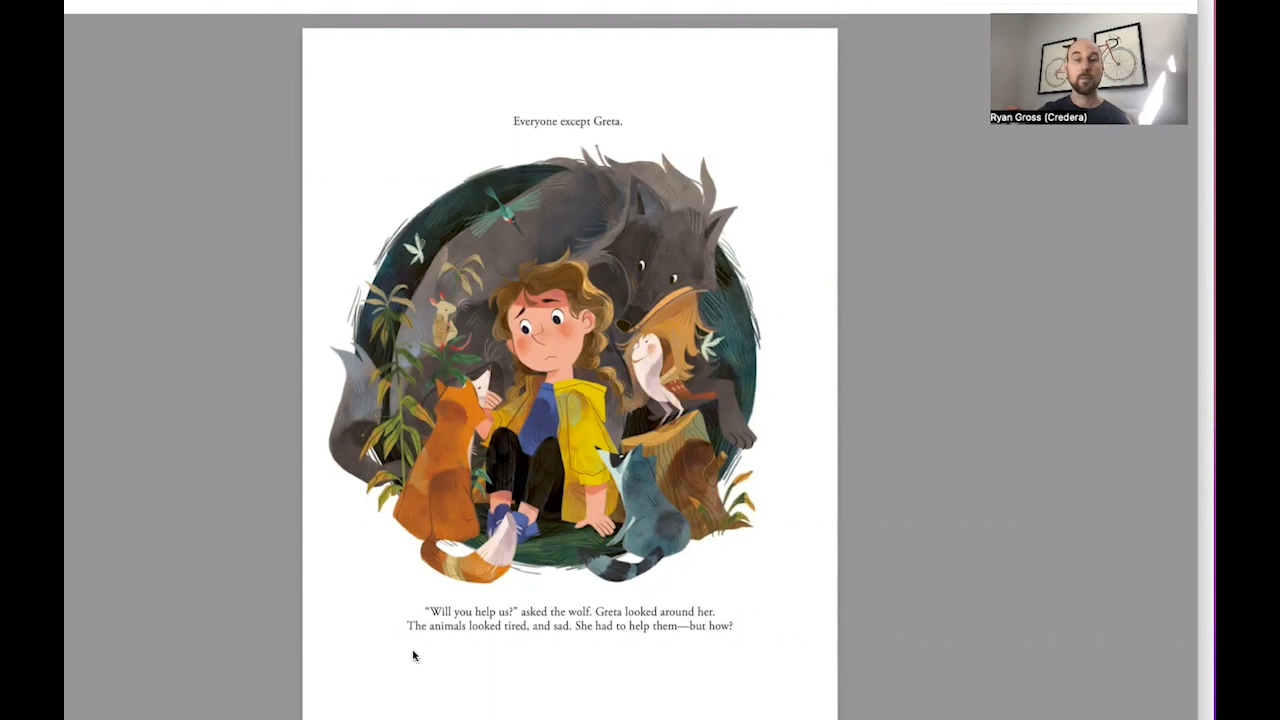 Ryan Gross (Credera)
Everyone except Greta.
“Will you help us?” asked the wolf. Greta looked around her.
The animals looked tired, and sad. She had to help them—but how?